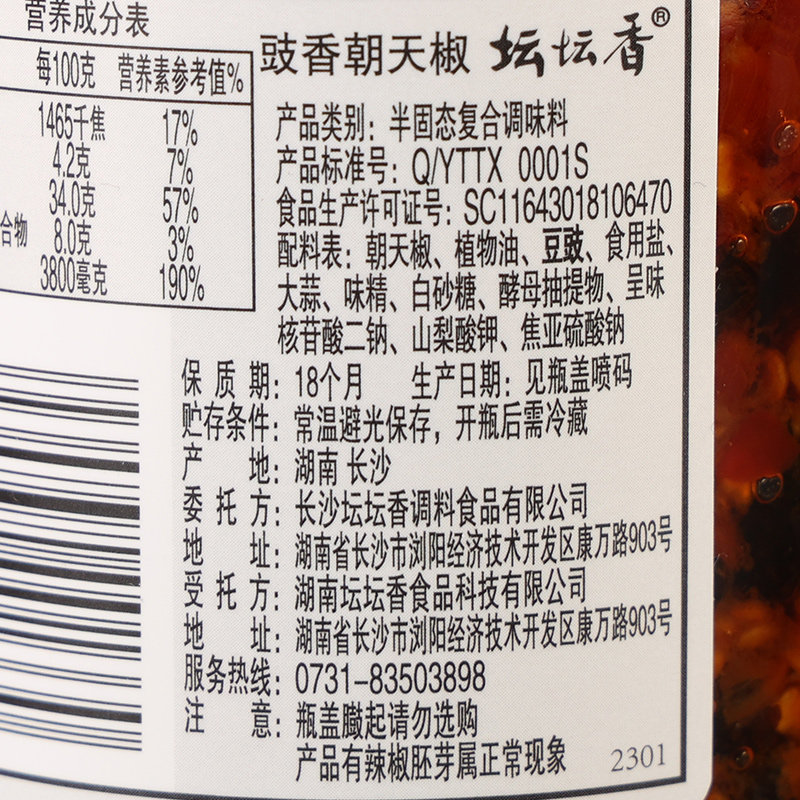 营养成分表
每100克 营养素参考值%
1465千焦 17%
4.2克 7%
34.0克 57%
合物 8.0克 3%
3800毫克 190%
豉香朝天椒 坛坛香®
产品类别：半固态复合调味料
产品标准号：Q/YTTX 0001S
食品生产许可证号：SC11643018106470
配料表：朝天椒、植物油、豆豉、食用盐、
大蒜、味精、白砂糖、酵母抽提物、呈味
核苷酸二钠、山梨酸钾、焦亚硫酸钠
保质期：18个月 生产日期：见瓶盖喷码
贮存条件：常温避光保存，开瓶后需冷藏
产地：湖南 长沙
委托方：长沙坛坛香调料食品有限公司
地址：湖南省长沙市浏阳经济技术开发区康万路903号
受托方：湖南坛坛香食品科技有限公司
地址：湖南省长沙市浏阳经济技术开发区康万路903号
服务热线：0731-83503898
注意：瓶盖臌起请勿选购
产品有辣椒胚芽属正常现象 2301